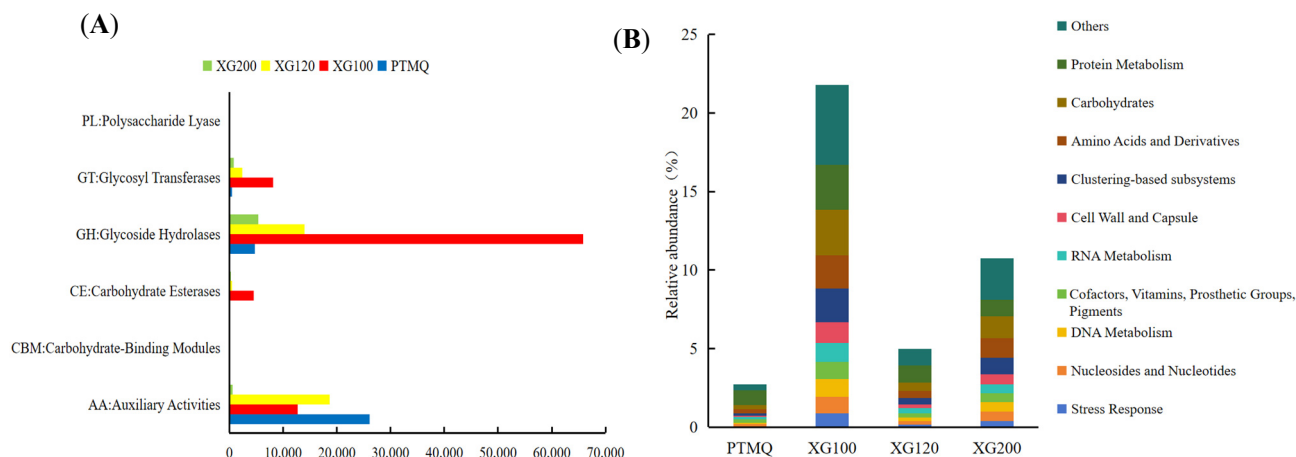 (A)
XG200 XG120 XG100 PTMQ
PL:Polysaccharide Lyase
GT:Glycosyl Transferases
GH:Glycoside Hydrolases
CE:Carbohydrate Esterases
CBM:Carbohydrate-Binding Modules
AA:Auxiliary Activities
0 10,000 20,000 30,000 40,000 50,000 60,000 70,000
(B)
Relative abundance（%）
25
20
15
10
5
0
PTMQ XG100 XG120 XG200
Others
Protein Metabolism
Carbohydrates
Amino Acids and Derivatives
Clustering-based subsystems
Cell Wall and Capsule
RNA Metabolism
Cofactors, Vitamins, Prosthetic Groups,
Pigments
DNA Metabolism
Nucleosides and Nucleotides
Stress Response